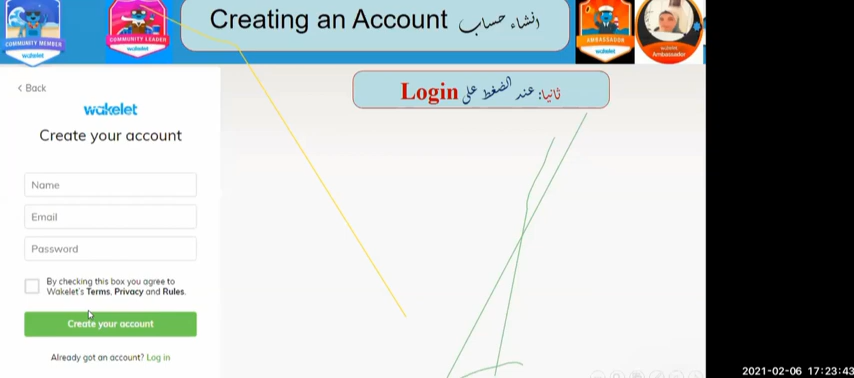 Creating an Account إنشاء حساب
COMMUNITY MEMBER
wakelet
COMMUNITY LEADER
wakelet
AMBASSADOR
wakelet
wakelet
Ambassador
ثانيا: عند الضغط على Login
< Back
wakelet
Create your account
Name
Email
Password
By checking this box you agree to
Wakelet's Terms, Privacy and Rules.
Create your account
Already got an account? Log in
2021-02-06 17:23:43